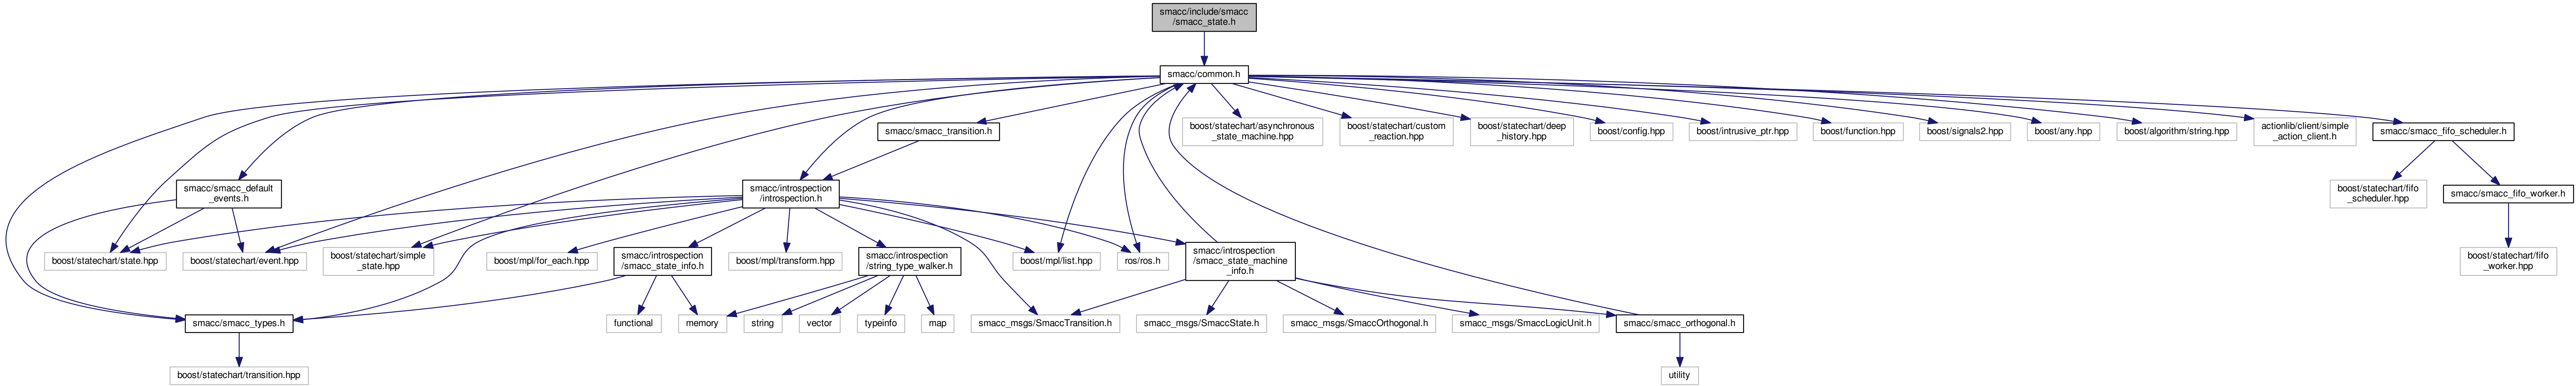 smacc/include/smacc
/smacc_state.h
smacc/common.h
smacc/smacc_transition.h
boost/statechart/asynchronous
_state_machine.hpp
boost/statechart/custom
_reaction.hpp
boost/statechart/deep
_history.hpp
boost/config.hpp
boost/intrusive_ptr.hpp
boost/function.hpp
boost/signals2.hpp
boost/any.hpp
boost/algorithm/string.hpp
actionlib/client/simple
_action_client.h
smacc/smacc_fifo_scheduler.h
smacc/smacc_default
_events.h
smacc/introspection
/introspection.h
boost/statechart/fifo
_scheduler.hpp
smacc/smacc_fifo_worker.h
boost/statechart/state.hpp
boost/statechart/event.hpp
boost/statechart/simple
_state.hpp
boost/mpl/for_each.hpp
smacc/introspection
/smacc_state_info.h
boost/mpl/transform.hpp
smacc/introspection
/string_type_walker.h
boost/mpl/list.hpp
ros/ros.h
smacc/introspection
/smacc_state_machine
_info.h
boost/statechart/fifo
_worker.hpp
smacc/smacc_types.h
functional
memory
string
vector
typeinfo
map
smacc_msgs/SmaccTransition.h
smacc_msgs/SmaccState.h
smacc_msgs/SmaccOrthogonal.h
smacc_msgs/SmaccLogicUnit.h
smacc/smacc_orthogonal.h
boost/statechart/transition.hpp
utility